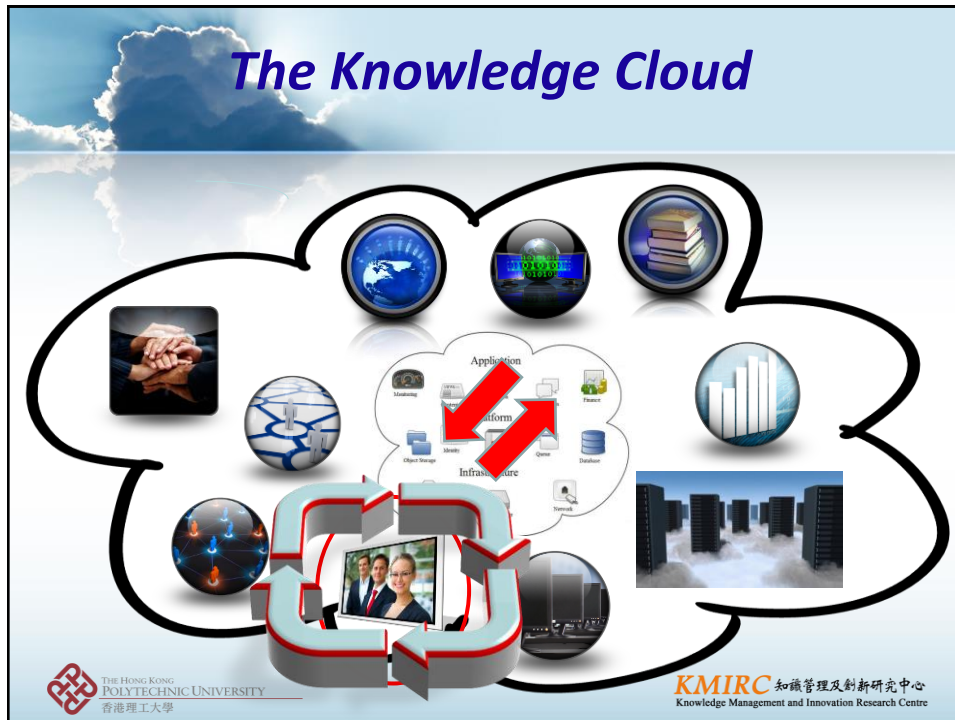 The Knowledge Cloud
10101010
1010101
Application
Monitoring
Finance
Object Storage
Identity
Queue
Database
Network
THE HONG KONG
POLYTECHNIC UNIVERSITY
香港理工大學
KMIRC 知識管理及創新研究中心
Knowledge Management and Innovation Research Centre